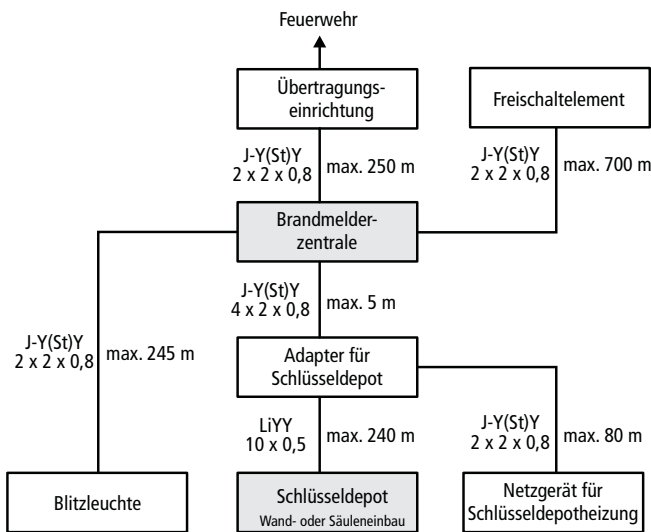 Feuerwehr
Übertragungs-
einrichtung
Freischaltelement
J-Y(St)Y
2 x 2 x 0,8
max. 250 m
J-Y(St)Y
2 x 2 x 0,8
max. 700 m
Brandmelder-
zentrale
J-Y(St)Y
4 x 2 x 0,8
max. 5 m
J-Y(St)Y
2 x 2 x 0,8
max. 245 m
Adapter für
Schlüsseldepot
LiYY
10 x 0,5
max. 240 m
J-Y(St)Y
2 x 2 x 0,8
max. 80 m
Blitzleuchte
Schlüsseldepot
Wand- oder Säuleneinbau
Netzgerät für
Schlüsseldepotheizung